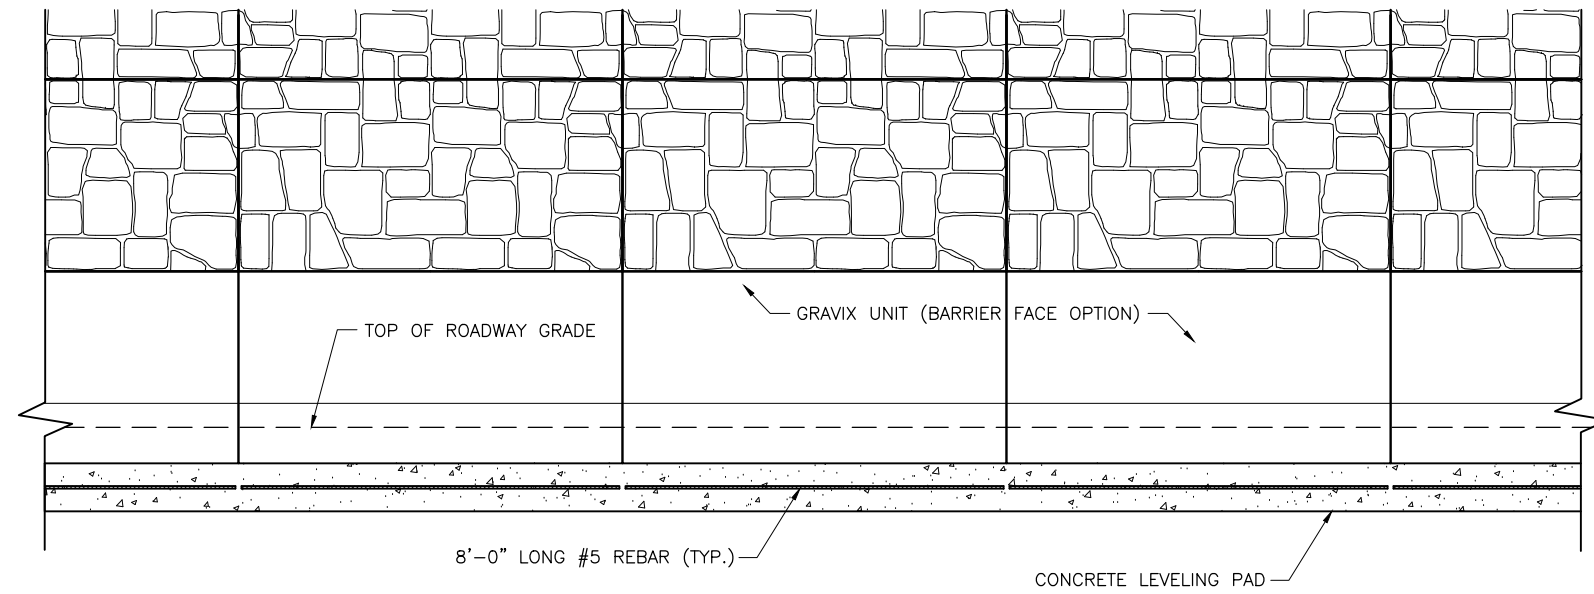 GRAVIX UNIT (BARRIER FACE OPTION)
TOP OF ROADWAY GRADE
8'-0" LONG #5 REBAR (TYP.)
CONCRETE LEVELING PAD